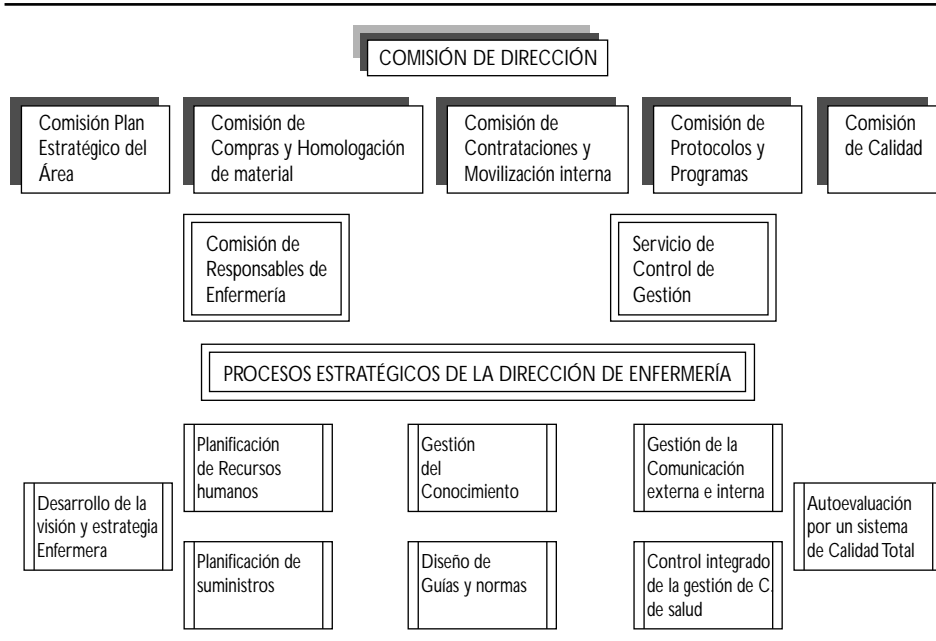 COMISIÓN DE DIRECCIÓN
Comisión Plan
Estratégico del
Área
Comisión de
Compras y Homologación
de material
Comisión de
Contrataciones y
Movilización interna
Comisión de
Protocolos y
Programas
Comisión
de Calidad
Comisión de
Responsables de
Enfermería
Servicio de
Control de
Gestión
PROCESOS ESTRATÉGICOS DE LA DIRECCIÓN DE ENFERMERÍA
Desarrollo de la
visión y estrategia
Enfermera
Planificación
de Recursos
humanos
Gestión
del
Conocimiento
Gestión de la
Comunicación
externa e interna
Autoevaluación
por un sistema
de Calidad Total
Planificación de
suministros
Diseño de
Guías y normas
Control integrado
de la gestión de C.
de salud